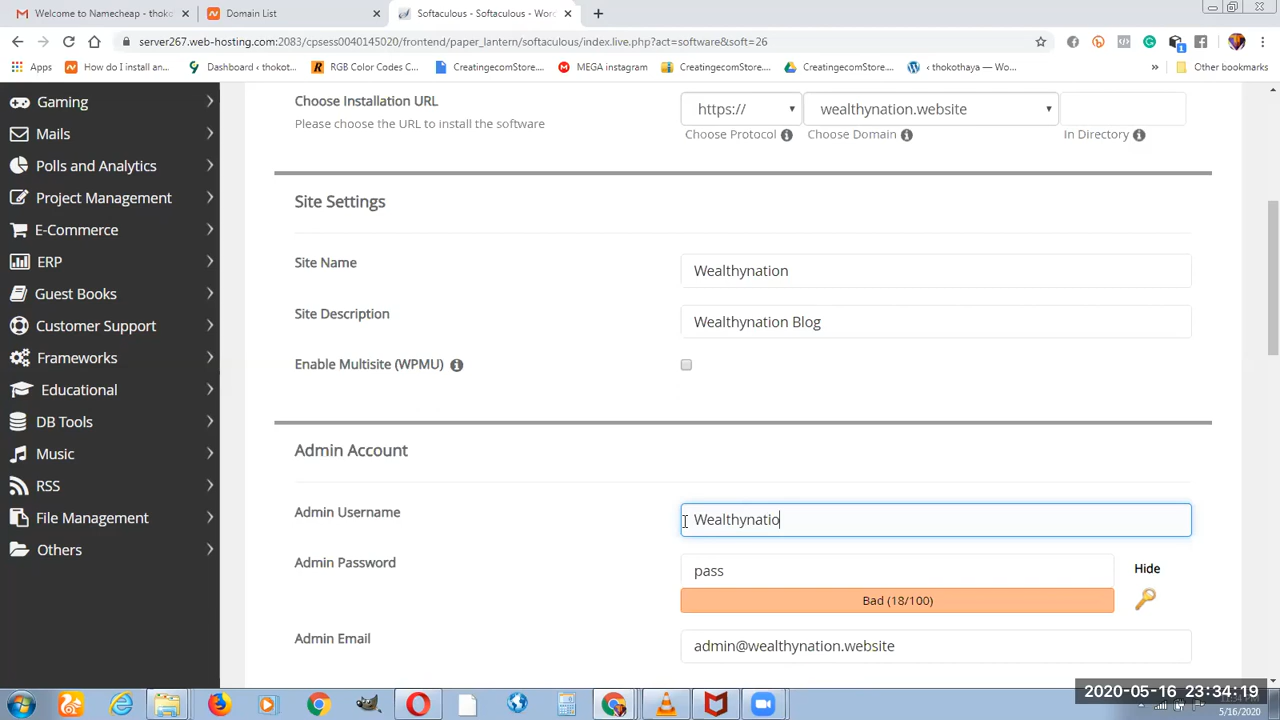 Welcome to Namecheap - thoko
Domain List
Softaculous - Softaculous - Wor
server267.web-hosting.com:2083/cpsess0040145020/frontend/paper_lantern/softaculous/index.live.php?act=software&soft=26
Apps
How do I install an...
Dashboard ‹ thokot...
RGB Color Codes C...
CreatingecomStore....
MEGA instagram
CreatingecomStore....
CreatingecomStore....
‹ thokothaya — Wo...
»
Other bookmarks
Gaming
Mails
Polls and Analytics
Project Management
E-Commerce
ERP
Guest Books
Customer Support
Frameworks
Educational
DB Tools
Music
RSS
File Management
Others
Choose Installation URL
Please choose the URL to install the software
https://
wealthynation.website
Choose Protocol
Choose Domain
In Directory
Site Settings
Site Name
Wealthynation
Site Description
Wealthynation Blog
Enable Multisite (WPMU)
Admin Account
Admin Username
Wealthynatio
Admin Password
pass
Hide
Bad (18/100)
Admin Email
admin@wealthynation.website
2020-05-16 23:34:19
5/16/2020